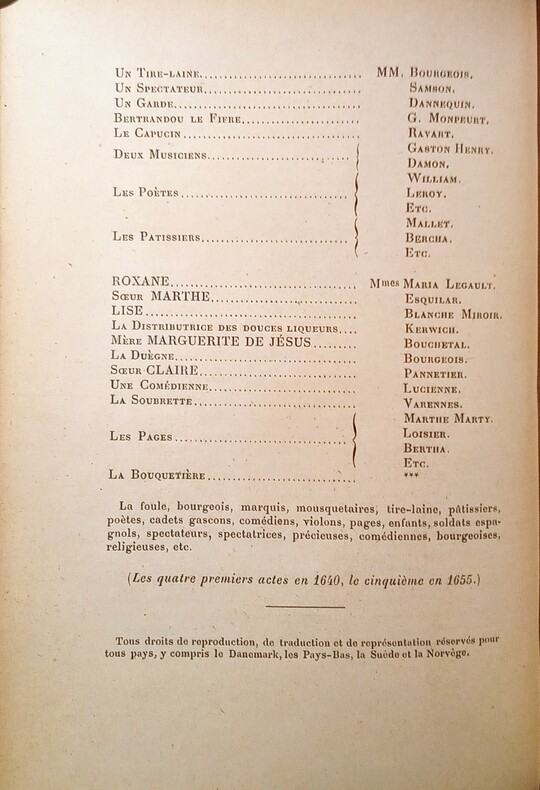 Un Tire-laine.............................. MM. Bourgeois.
Un Spectateur.............................. Samson.
Un Garde.............................. Dannequin.
Bertrandou le Fifre.............................. G. Monpeurt.
Le Capucin.............................. Ravart.
Deux Musiciens.............................. { Gaston Henry.
Damon.
Les Poètes.............................. { William.
Leroy.
Etc.
Les Patissiers.............................. { Mallet.
Bercha.
Etc.
ROXANE.............................. Mmes Maria Legault.
Sœur MARTHE.............................. Esquilar.
LISE.............................. Blanche Miroir.
La Distributrice des douces liqueurs.... Kerwich.
Mère MARGUERITE DE JÉSUS......... Bouchetal.
La Duègne.............................. Bourgeois.
Sœur CLAIRE.............................. Pannetier.
Une Comédienne.............................. Lucienne.
La Soubrette.............................. Varennes.
Les Pages.............................. { Marthe Marty.
Loisier.
Bertha.
Etc.
La Bouquetière.............................. ***
La foule, bourgeois, marquis, mousquetaires, tire-laine, pâtissiers,
poètes, cadets gascons, comédiens, violons, pages, enfants, soldats espa-
gnols, spectateurs, spectatrices, précieuses, comédiennes, bourgeoises,
religieuses, etc.
(Les quatre premiers actes en 1640, le cinquième en 1655.)
Tous droits de reproduction, de traduction et de représentation réservés pour
tous pays, y compris le Danemark, les Pays-Bas, la Suède et la Norvège.